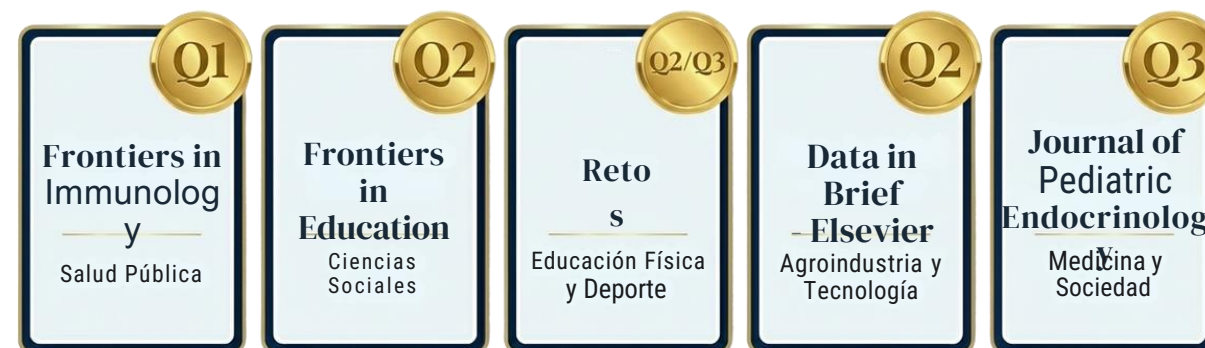 Q1
Frontiers in
Immunolog
y
Salud Pública
Q2
Frontiers
in
Education
Ciencias
Sociales
Q2/Q3
Reto
s
Educación Física
y Deporte
Q2
Data in
Brief
- Elsevier
Agroindustria y
Tecnología
Q3
Journal of
Pediatric
Endocrinolog
y
Medicina y
Sociedad